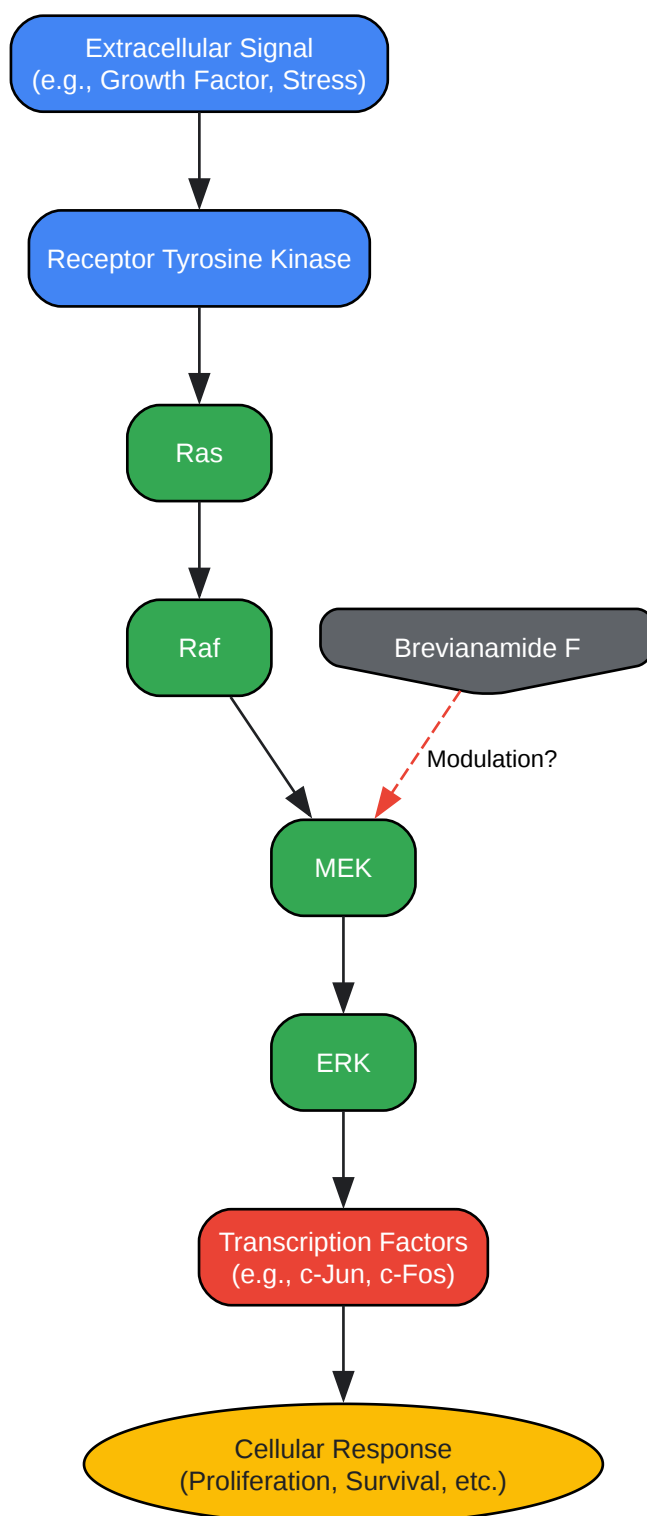 Extracellular Signal
(e.g., Growth Factor, Stress)
Receptor Tyrosine Kinase
Ras
Raf
Brevianamide F
Modulation?
MEK
ERK
Transcription Factors
(e.g., c-Jun, c-Fos)
Cellular Response
(Proliferation, Survival, etc.)